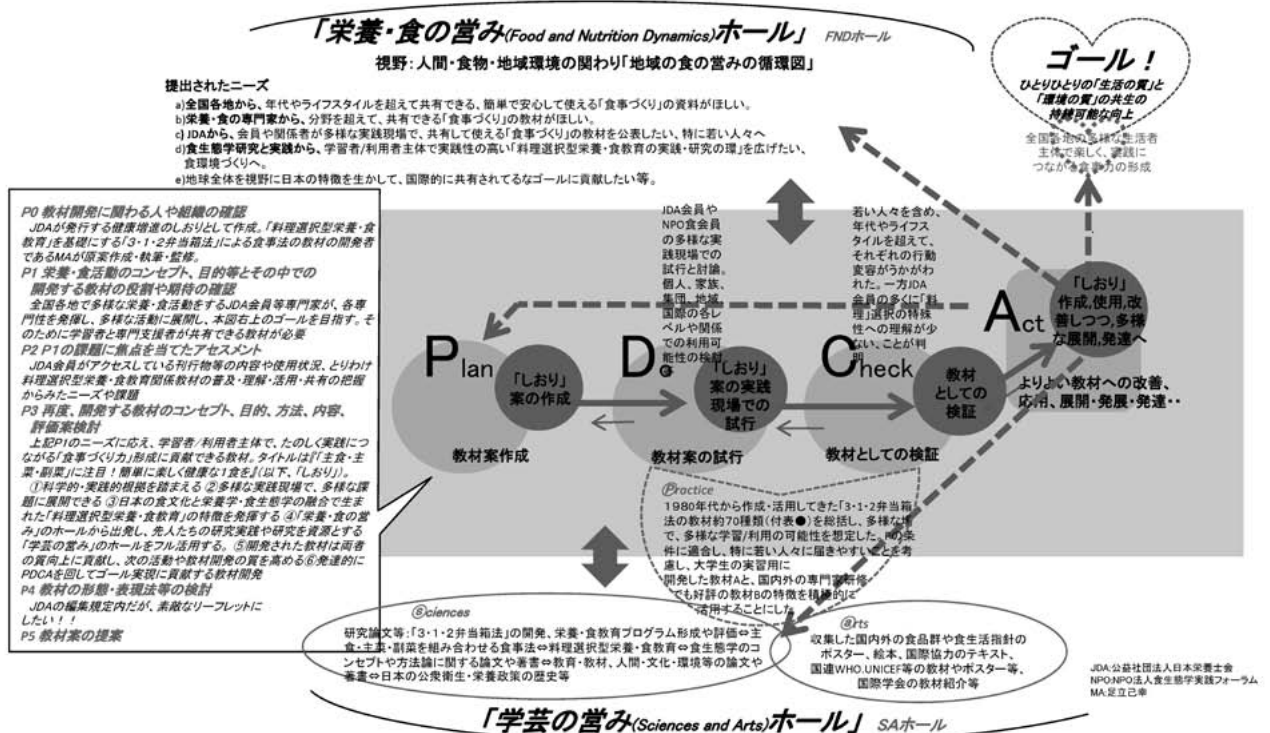 「栄養・食の営み(Food and Nutrition Dynamics)ホール」 FNDホール
視野：人間・食物・地域環境の関わり「地域の食の営みの循環図」
ゴール！
ひとりひとりの「生活の質」と
「環境の質」の共生の
持続可能な向上
全国各地の多様な生活者
主体で楽しく、実践に
つながる食事力の形成
提出されたニーズ
a)全国各地から、年代やライフスタイルを超えて共有できる、簡単で安心して使える「食事づくり」の資料がほしい。
b)栄養・食の専門家から、分野を超えて、共有できる「食事づくり」の教材がほしい。
c) JDAから、会員や関係者が多様な実践現場で、共有して使える「食事づくり」の教材を公表したい、特に若い人々へ
d)食生態学研究と実践から、学習者/利用者主体で実践性の高い「料理選択型栄養・食教育の実践・研究の環」を広げたい、
食環境づくりへ。
e)地球全体を視野に日本の特徴を生かして、国際的に共有されてるなゴールに貢献したい等。
P0 教材開発に関わる人や組織の確認
JDAが発行する健康増進のしおりとして作成。「料理選択型栄養・食
教育」を基礎にする「3・1・2弁当箱法」による食事法の教材の開発者
であるMAが原案作成・執筆・監修。
P1 栄養・食活動のコンセプト、目的等とその中での
開発する教材の役割や期待の確認
全国各地で多様な栄養・食活動をするJDA会員等専門家が、各専
門性を発揮し、多様な活動に展開し、本図右上のゴールを目指す。そ
のために学習者と専門支援者が共有できる教材が必要
P2 P1の課題に焦点を当てたアセスメント
JDA会員がアクセスしている刊行物等の内容や使用状況、とりわけ
料理選択型栄養・食教育関係教材の普及・理解・活用・共有の把握
からみたニーズや課題
P3 再度、開発する教材のコンセプト、目的、方法、内容、
評価案検討
上記P1のニーズに応え、学習者/利用者主体で、たのしく実践につ
ながる「食事づくり力」形成に貢献できる教材。タイトルは『「主食・主
菜・副菜」に注目！簡単に楽しく健康な1食を』(以下、「しおり」)。
①科学的・実践的根拠を踏まえる ②多様な実践現場で、多様な課
題に展開できる ③日本の食文化と栄養学・食生態学の融合で生ま
れた「料理選択型栄養・食教育」の特徴を発揮する ④「栄養・食の営
み」のホールから出発し、先人たちの研究実践や研究を資源とする
「学芸の営み」のホールをフル活用する。⑤開発された教材は両者
の質向上に貢献し、次の活動や教材開発の質を高める⑥発達的に
PDCAを回してゴール実現に貢献する教材開発
P4 教材の形態・表現法等の検討
JDAの編集規定内だが、素敵なリーフレットに
したい！！
P5 教材案の提案
JDA会員や
NPO食会員
の多様な実
践現場での
試行と討論。
個人、家族、
集団、地域、
国際の各レ
ベルや関係
での利用可
能性の検討
若い人々を含め、
年代やライフス
タイルを超えて、
それぞれの行動
変容がうかがわ
れた。一方JDA
会員の多くに「料
理」選択の特殊
性への理解が少
ない、ことが判
明
Plan
「しおり」
案の作成
教材案作成
Do
「しおり」
案の実践
現場での
試行
教材案の試行
Check
教材
としての
検証
教材としての検証
Act
「しおり」
作成,使用,改
善しつつ,多様
な展開,発達へ
よりよい教材への改善、
応用、展開・発展・発達・・
Ⓟractice
1980年代から作成・活用してきた「3・1・2弁当箱
法の教材約70種類(付表●)を総括し、多様な場
で、多様な学習/利用の可能性を想定した。Pの条
件に適合し、特に若い人々に届きやすいことを考
慮し、大学生の実習用に
開発した教材Aと、国内外の専門家研修
でも好評の教材Bの特徴を積極的に
活用することにした
Ⓢciences
研究論文等：「3・1・2弁当箱法」の開発、栄養・食教育プログラム形成や評価⇔主
食・主菜・副菜を組み合わせる食事法⇔料理選択型栄養・食教育⇔食生態学のコ
ンセプトや方法論に関する論文や著書⇔教育・教材、人間・文化・環境等の論文や
著書⇔日本の公衆衛生・栄養政策の歴史等
ⓐrts
収集した国内外の食品群や食生活指針の
ポスター、絵本、国際協力のテキスト、
国連WHO.UNICEF等の教材やポスター等、
国際学会の教材紹介等
JDA:公益社団法人日本栄養士会
NPO:NPO法人食生態学実践フォーラム
MA:足立己幸
「学芸の営み(Sciences and Arts)ホール」 SAホール